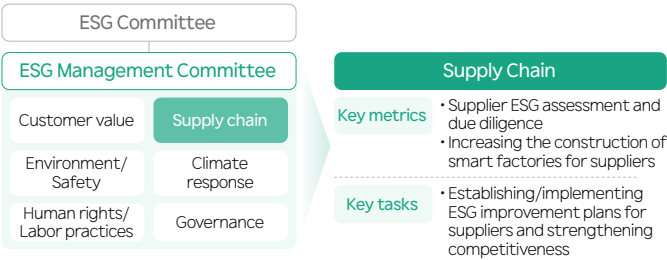 ESG Committee
ESG Management Committee
Customer value
Supply chain
Environment/
Safety
Climate
response
Human rights/
Labor practices
Governance
Supply Chain
Key metrics
• Supplier ESG assessment and
due diligence
• Increasing the construction of
smart factories for suppliers
Key tasks
• Establishing/implementing
ESG improvement plans for
suppliers and strengthening
competitiveness